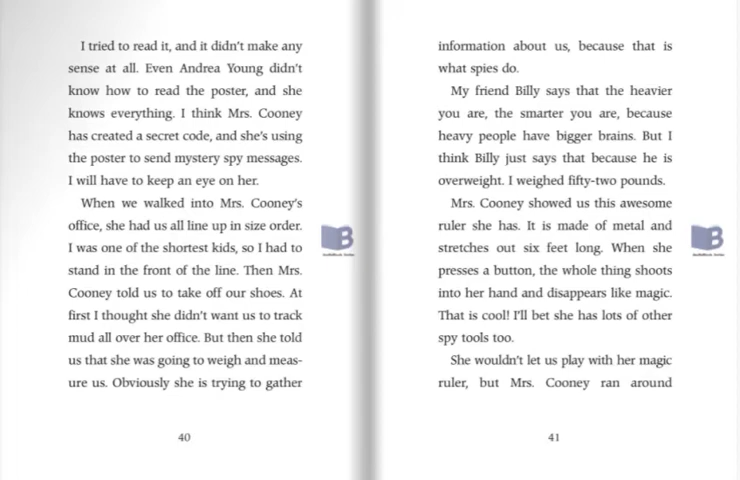 I tried to read it, and it didn't make any
sense at all. Even Andrea Young didn't
know how to read the poster, and she
knows everything. I think Mrs. Cooney
has created a secret code, and she's using
the poster to send mystery spy messages.
I will have to keep an eye on her.
When we walked into Mrs. Cooney's
office, she had us all line up in size order.
I was one of the shortest kids, so I had to
stand in the front of the line. Then Mrs.
Cooney told us to take off our shoes. At
first I thought she didn't want us to track
mud all over her office. But then she told
us that she was going to weigh and meas-
ure us. Obviously she is trying to gather
40
information about us, because that is
what spies do.
My friend Billy says that the heavier
you are, the smarter you are, because
heavy people have bigger brains. But I
think Billy just says that because he is
overweight. I weighed fifty-two pounds.
Mrs. Cooney showed us this awesome
ruler she has. It is made of metal and
stretches out six feet long. When she
presses a button, the whole thing shoots
into her hand and disappears like magic.
That is cool! I'll bet she has lots of other
spy tools too.
She wouldn't let us play with her magic
ruler, but Mrs. Cooney ran around
41
B
B